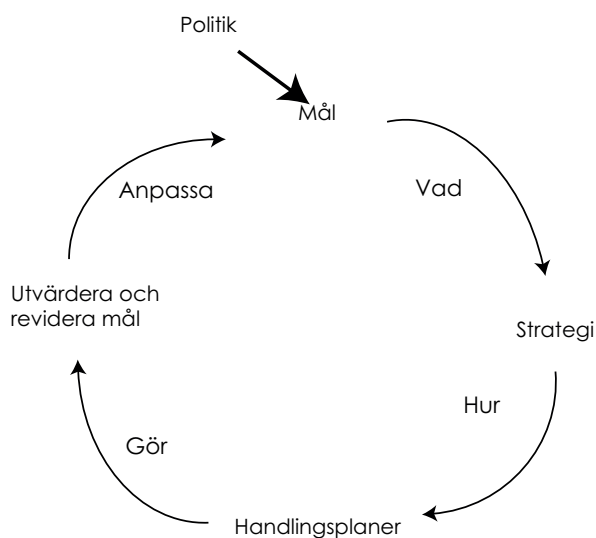 Politik
Mål
Anpassa
Vad
Utvärdera och
revidera mål
Strategi
Hur
Gör
Handlingsplaner